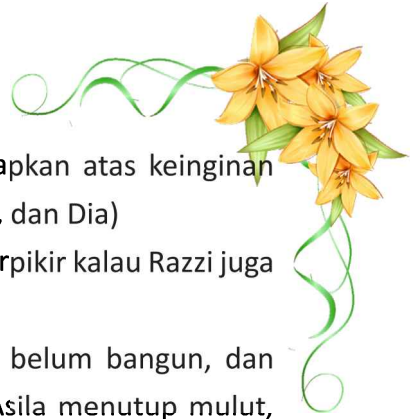 apkan atas keinginan
, dan Dia)
rpikir kalau Razzi juga
belum bangun, dan
Asila menutup mulut,